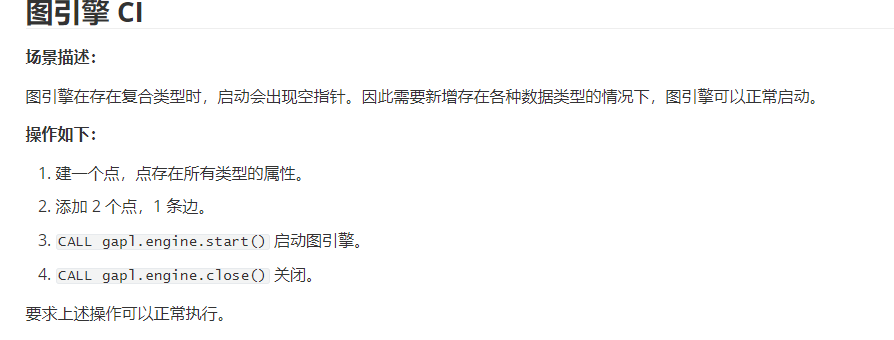 图引擎 CI
场景描述：
图引擎在存在复合类型时，启动会出现空指针。因此需要新增存在各种数据类型的情况下，图引擎可以正常启动。
操作如下：
1. 建一个点，点存在所有类型的属性。
2. 添加 2 个点，1 条边。
3. CALL gapl.engine.start() 启动图引擎。
4. CALL gapl.engine.close() 关闭。
要求上述操作可以正常执行。